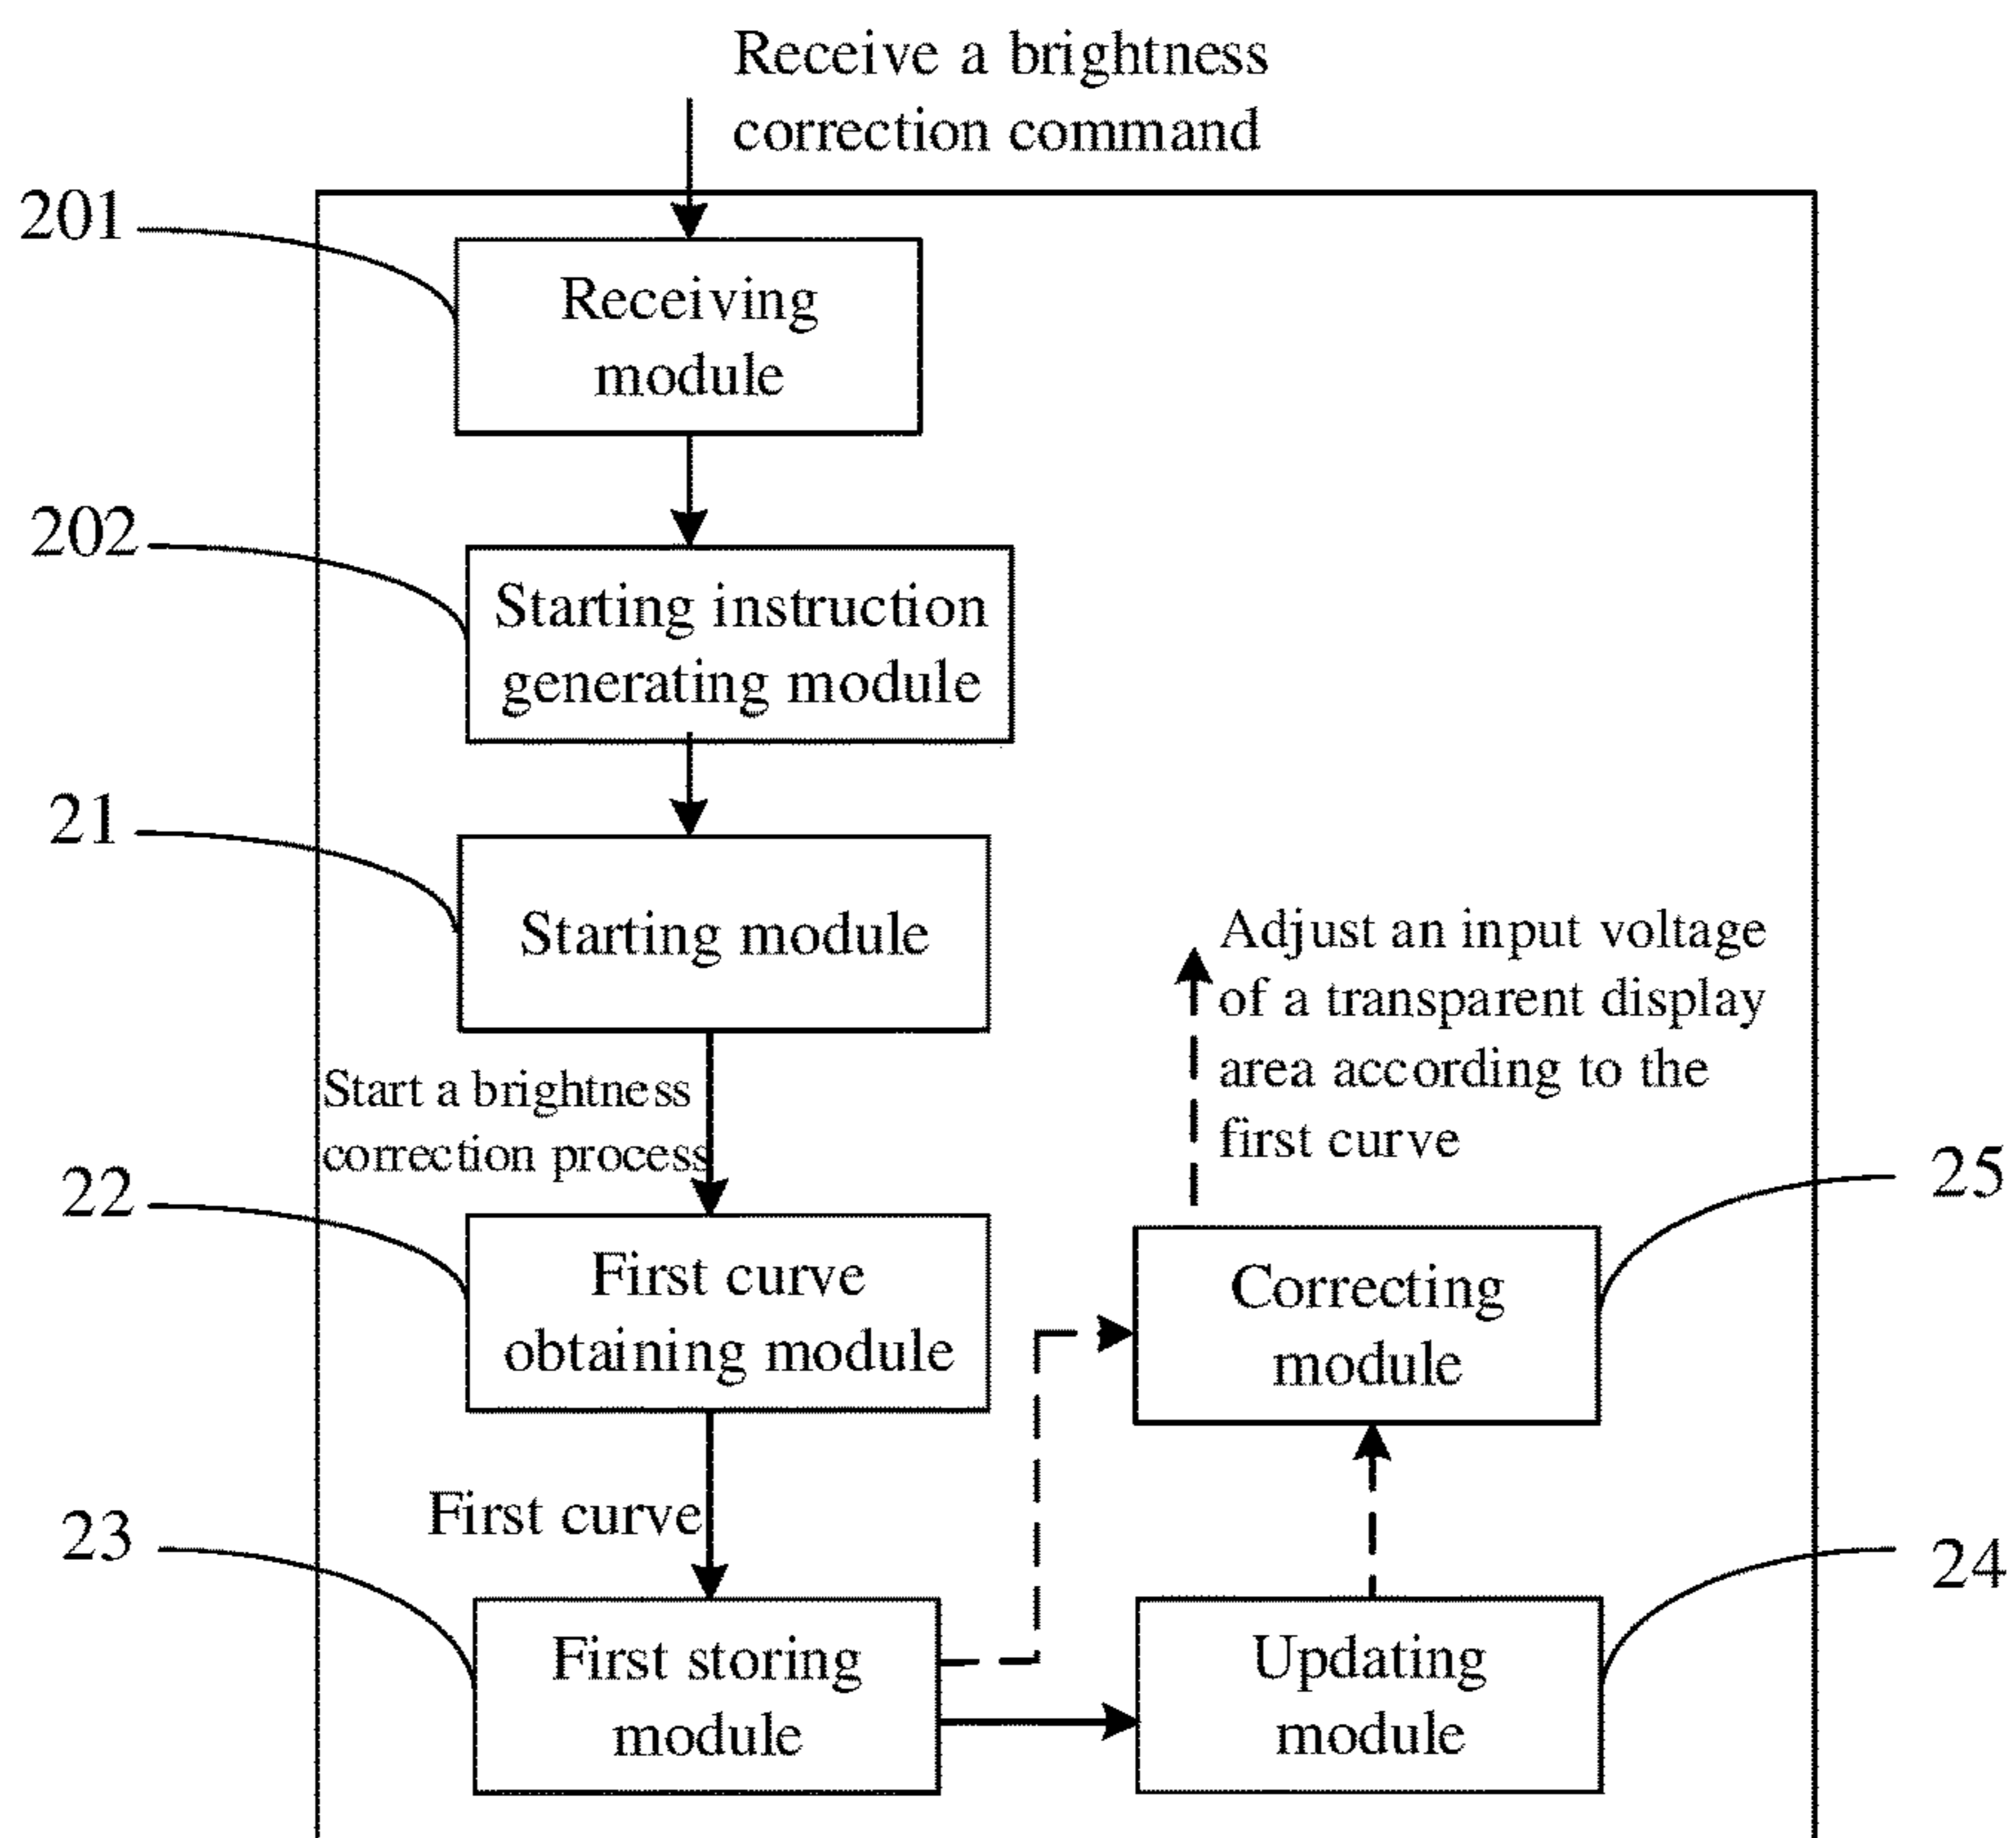 Receive a brightness
correction command
201
Receiving
module
202
Starting instruction
generating module
21
Starting module
Start a brightness
correction process
Adjust an input voltage
of a transparent display
area according to the
first curve
22
First curve
obtaining module
25
Correcting
module
First curve
23
First storing
module
24
Updating
module